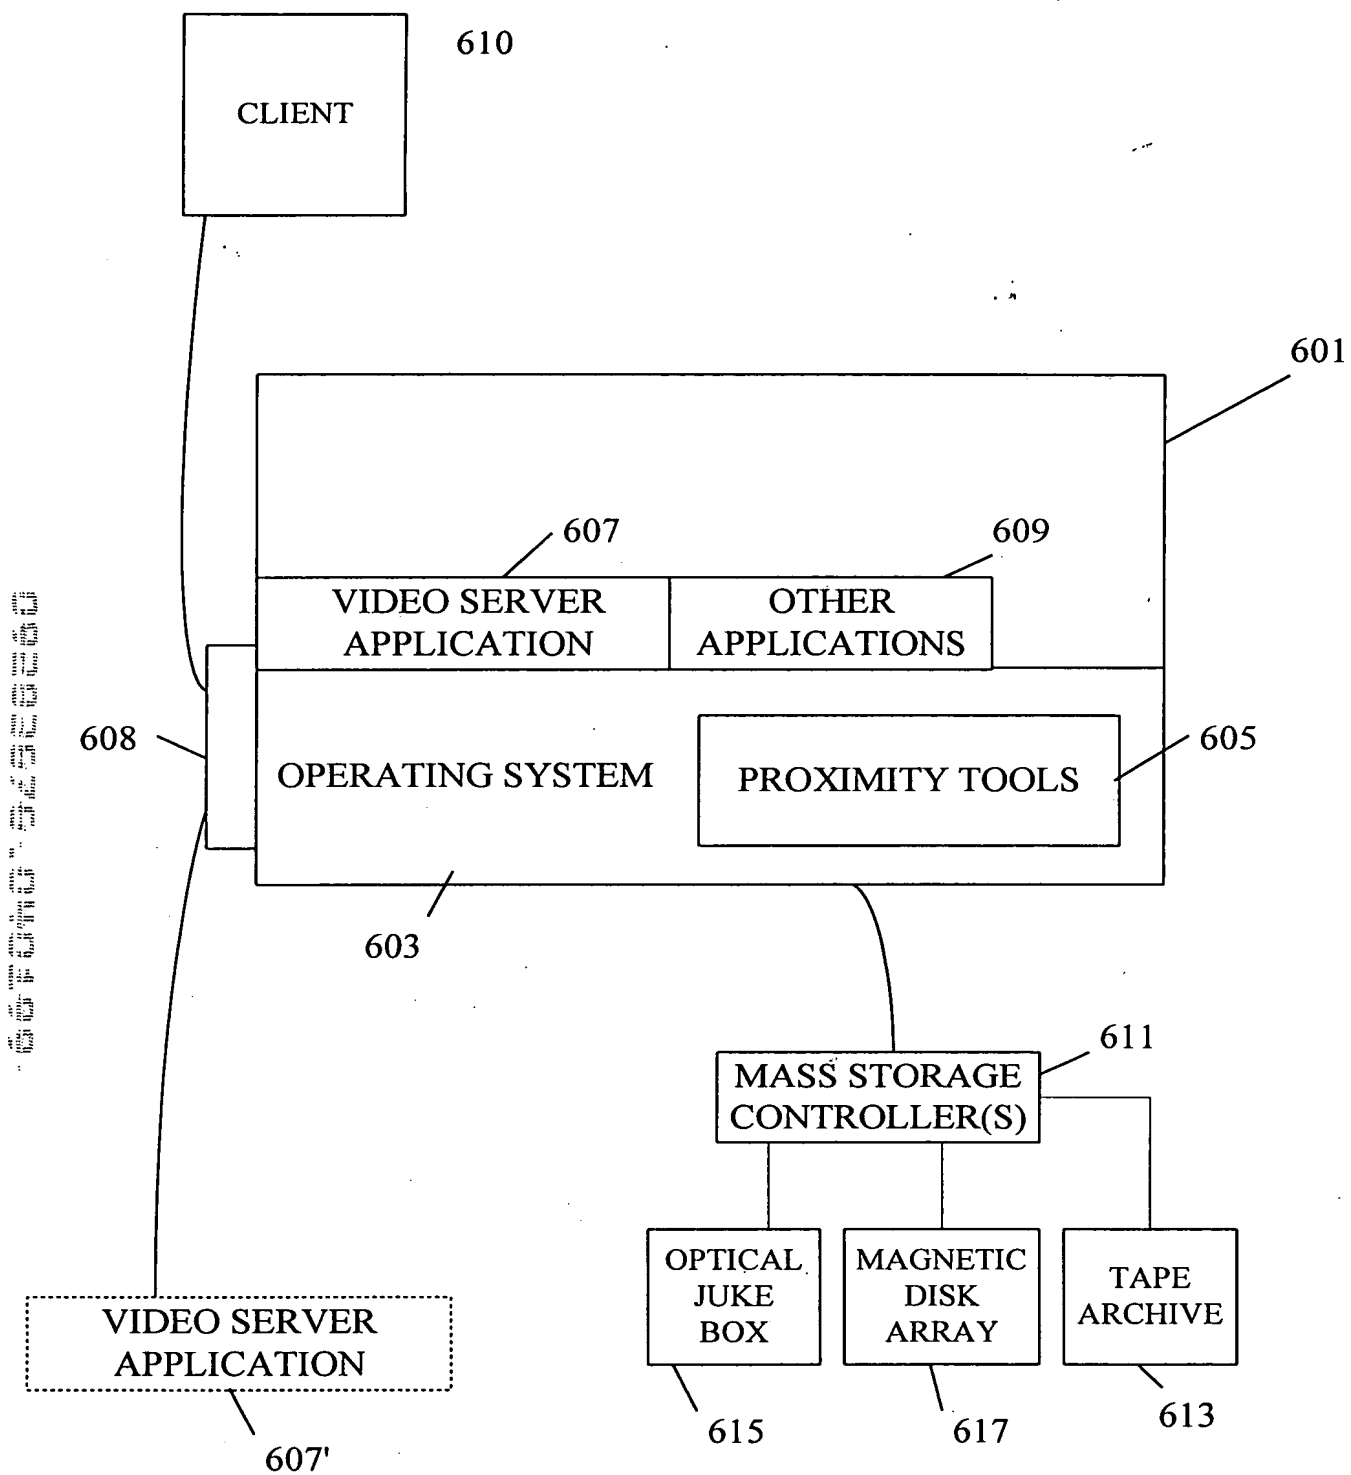 610
CLIENT
601
607
609
VIDEO SERVER
APPLICATION
OTHER
APPLICATIONS
608
OPERATING SYSTEM
PROXIMITY TOOLS
605
603
611
MASS STORAGE
CONTROLLER(S)
OPTICAL
JUKE
BOX
MAGNETIC
DISK
ARRAY
TAPE
ARCHIVE
VIDEO SERVER
APPLICATION
615
617
613
607'